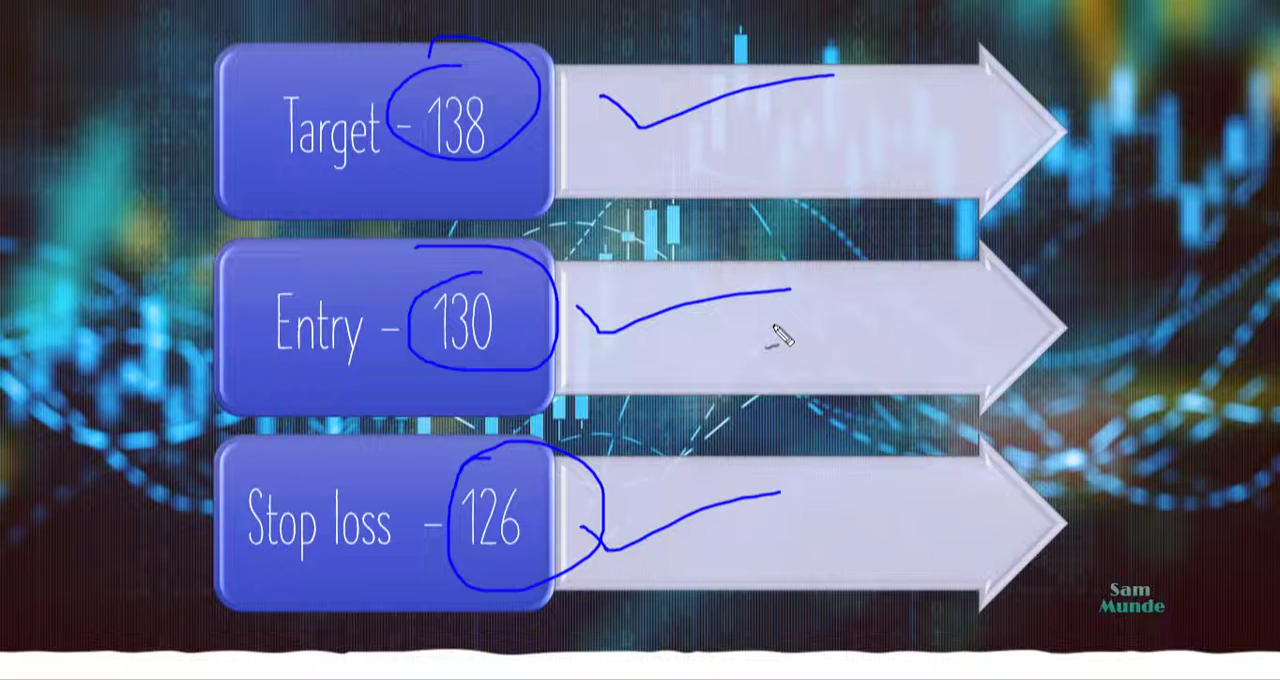 Target - 138
Entry - 130
Stop loss - 126
Sam
Munde